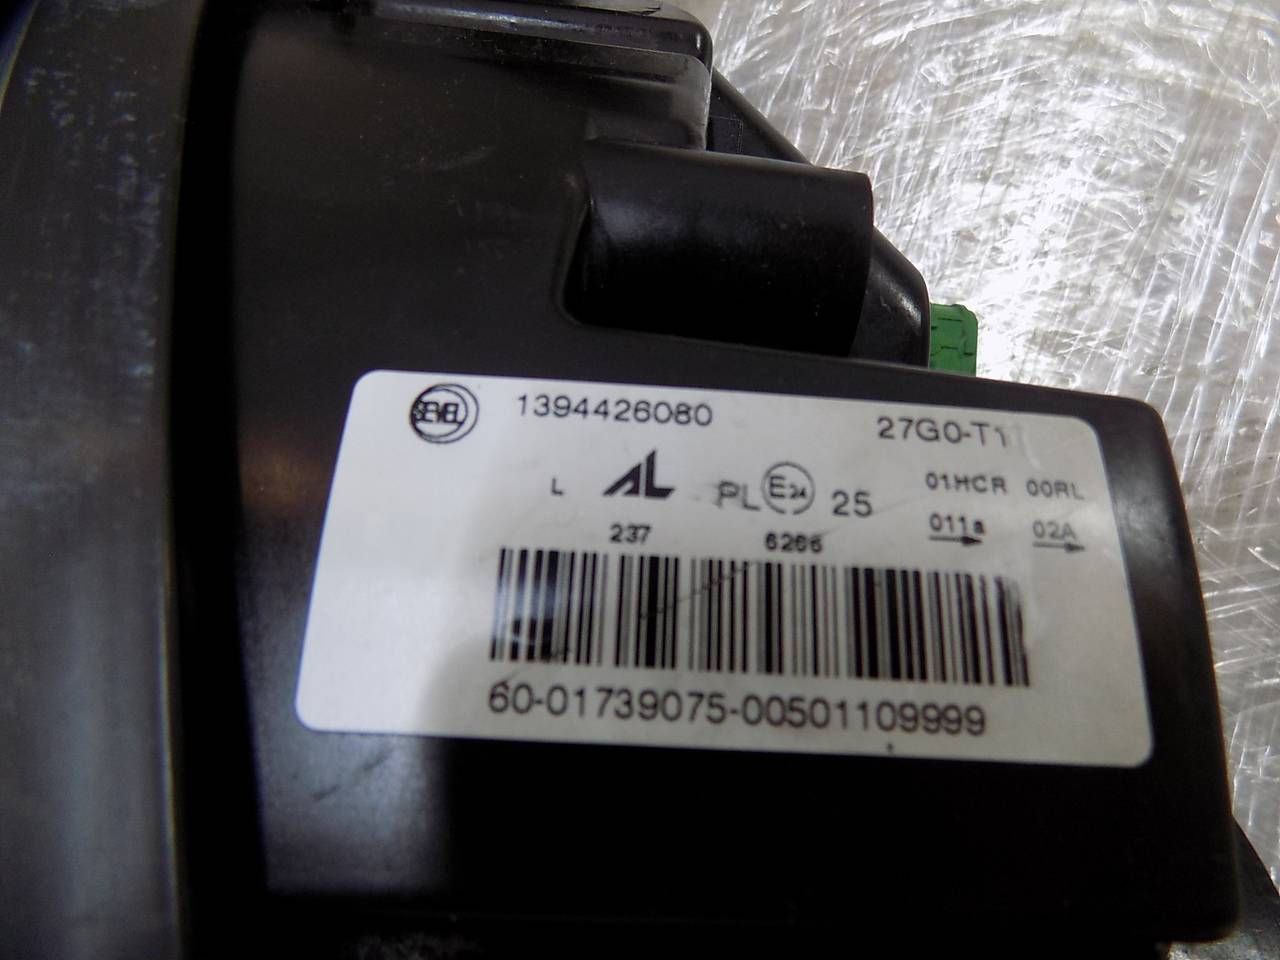 SEVEL 1394426080 27G0-T1
L AL PL E24 25 01HCR 00RL
237 6266 011a 02A
60-01739075-00501109999